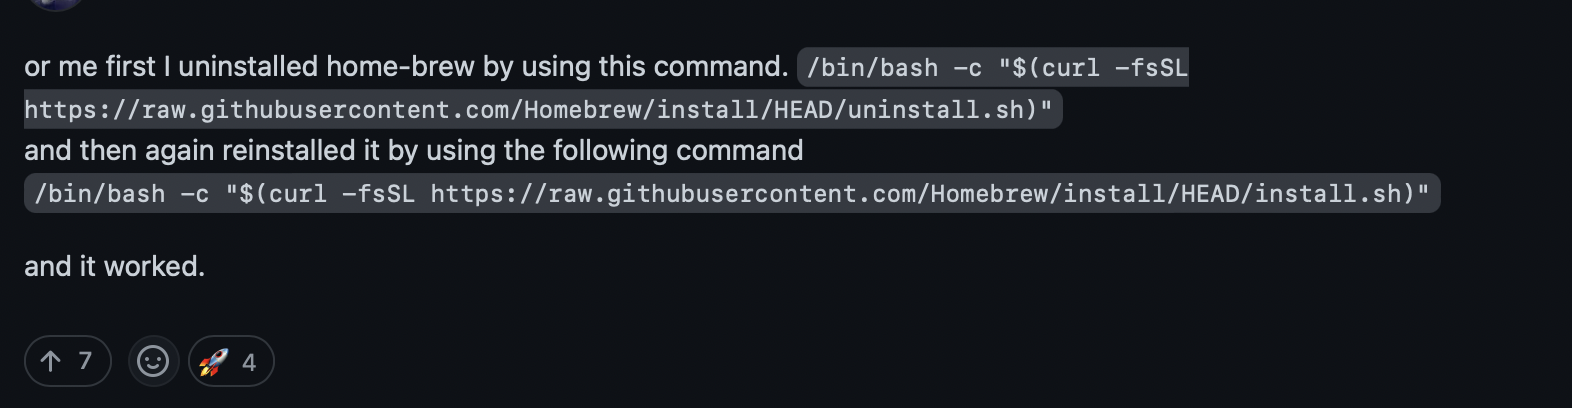 or me first I uninstalled home-brew by using this command. /bin/bash -c "$(curl -fsSL
https://raw.githubusercontent.com/Homebrew/install/HEAD/uninstall.sh)"
and then again reinstalled it by using the following command
/bin/bash -c "$(curl -fsSL https://raw.githubusercontent.com/Homebrew/install/HEAD/install.sh)"
and it worked.
↑ 7 🚀 4